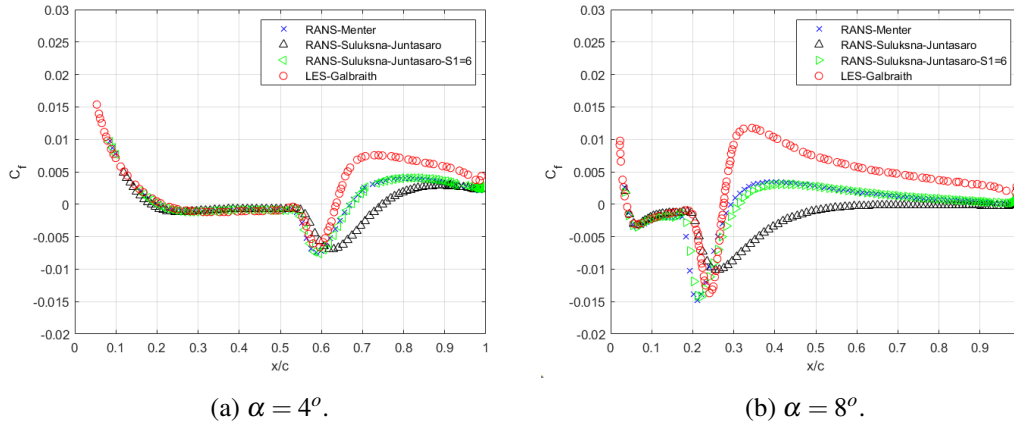 0.03
0.025
0.02
0.015
0.01
0.005
0
-0.005
-0.01
-0.015
-0.02
C_f
0 0.1 0.2 0.3 0.4 0.5 0.6 0.7 0.8 0.9 1
x/c
RANS-Menter
RANS-Suluksna-Juntasaro
RANS-Suluksna-Juntasaro-S1=6
LES-Galbraith
(a) α = 4°.
0.03
0.025
0.02
0.015
0.01
0.005
0
-0.005
-0.01
-0.015
-0.02
C_f
0 0.1 0.2 0.3 0.4 0.5 0.6 0.7 0.8 0.9
x/c
RANS-Menter
RANS-Suluksna-Juntasaro
RANS-Suluksna-Juntasaro-S1=6
LES-Galbraith
(b) α = 8°.